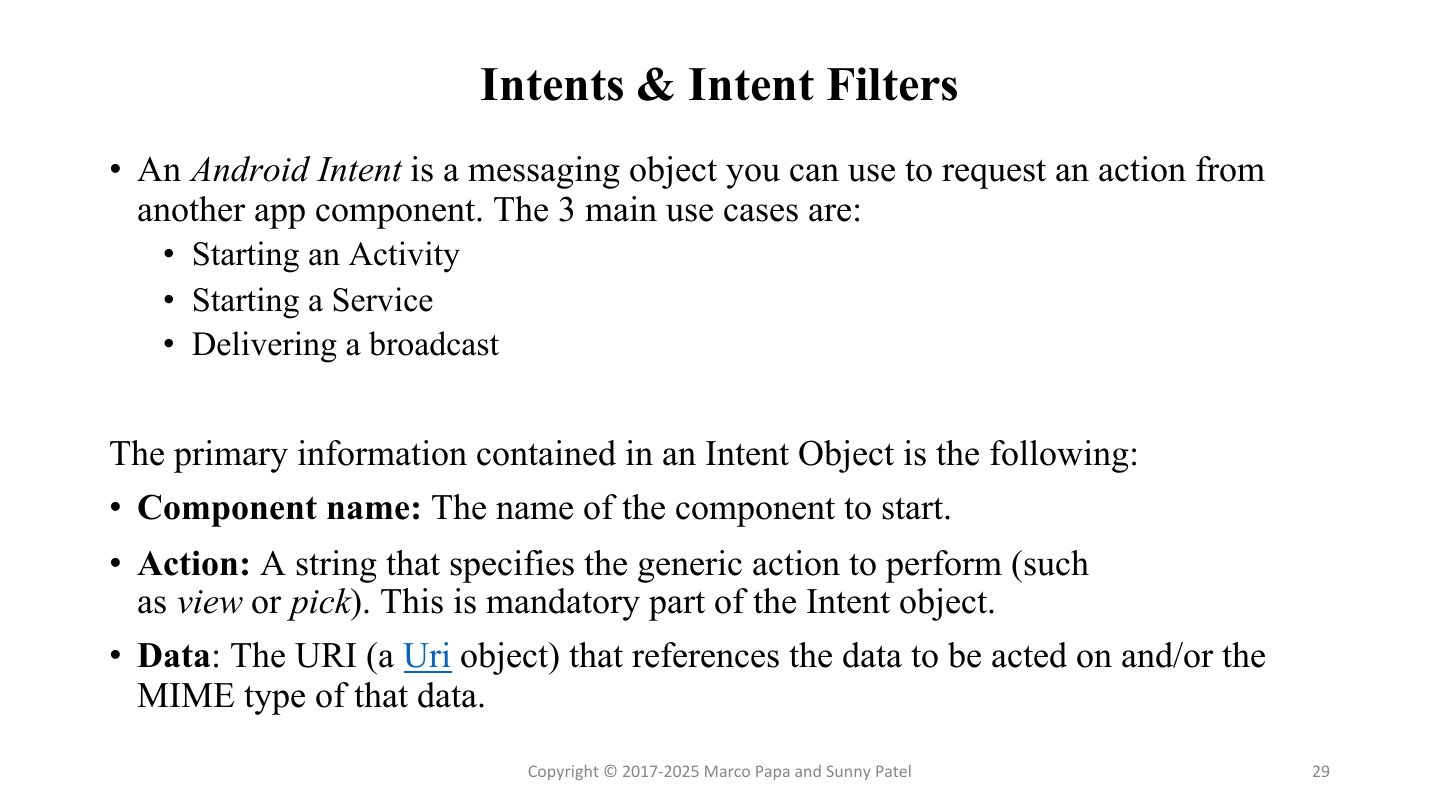 Intents & Intent Filters
• An Android Intent is a messaging object you can use to request an action from
another app component. The 3 main use cases are:
• Starting an Activity
• Starting a Service
• Delivering a broadcast
The primary information contained in an Intent Object is the following:
• Component name: The name of the component to start.
• Action: A string that specifies the generic action to perform (such
as view or pick). This is mandatory part of the Intent object.
• Data: The URI (a Uri object) that references the data to be acted on and/or the
MIME type of that data.
Copyright © 2017-2025 Marco Papa and Sunny Patel
29